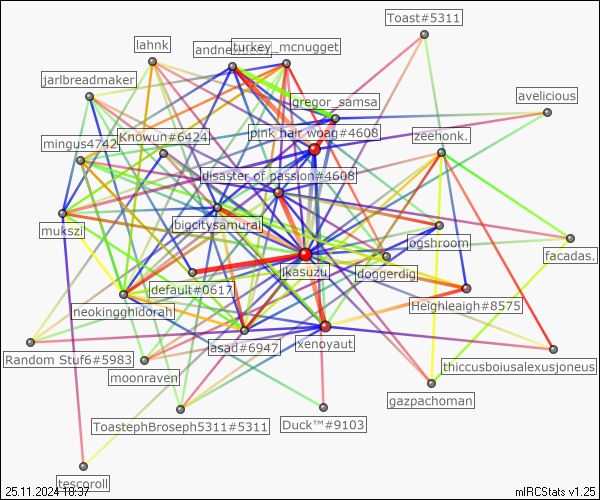 Toast#5311
lahnk
turkey_mcnugget
jarlbreadmaker
gregor_samsa
avelicious
Knowun#6424
pink hair woag#4608
mingus4742
zeehonk.
disaster of passion#4608
mukszi
bigcitysamurai
jogshroom
facadas.
jkasuzu
doggerdig
default#0617
neokingghidorah
Heighleaigh#8575
asad#6947
xenoyaut
Random Stuf6#5983
thiccusboiusalexusjoneus
moonraven
gazpachoman
ToastephBroseph5311#5311
Duck™#9103
tescoroll
25.11.2024 18:37
mIRCStats v1.25